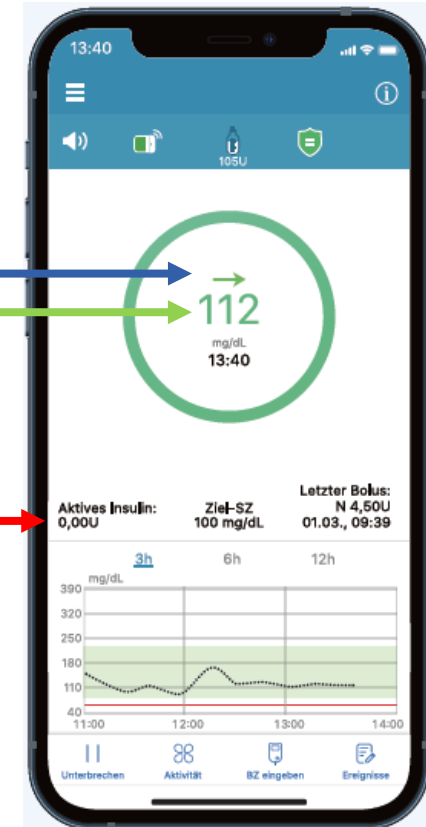 13:40
105U
112
mg/dL
13:40
Aktives Insulin:
0,00U
Ziel-SZ
100 mg/dL
Letzter Bolus:
N 4,50U
01.03., 09:39
3h 6h 12h
mg/dL
390
320
250
180
110
40
11:00 12:00 13:00 14:00
Unterbrechen Aktivität BZ eingeben Ereignisse